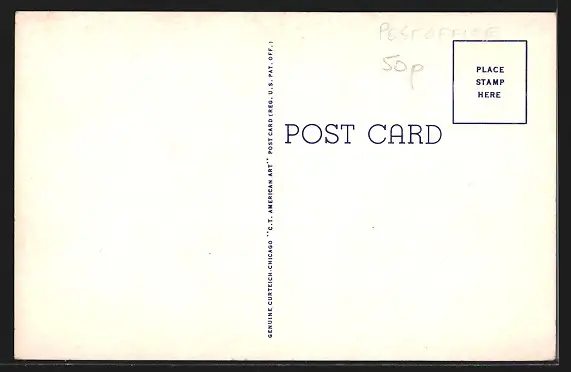 POST OFFICE
50p
PLACE
STAMP
HERE
POST CARD
GENUINE CURTEICH-CHICAGO "C.T. AMERICAN ART" POST CARD (REG. U.S. PAT. OFF.)